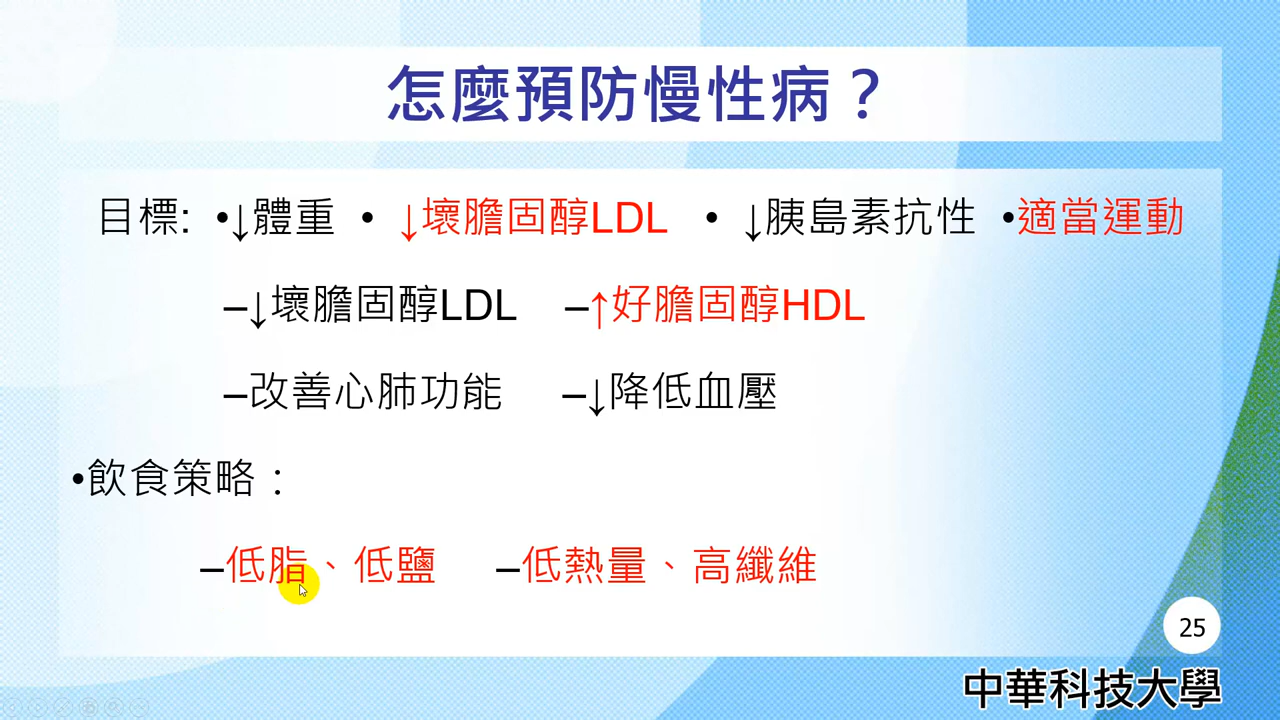 怎麼預防慢性病？
目標: •↓體重 • ↓壞膽固醇LDL • ↓胰島素抗性 •適當運動
–↓壞膽固醇LDL –↑好膽固醇HDL
–改善心肺功能 –↓降低血壓
•飲食策略：
–低脂、低鹽 –低熱量、高纖維
25
中華科技大學